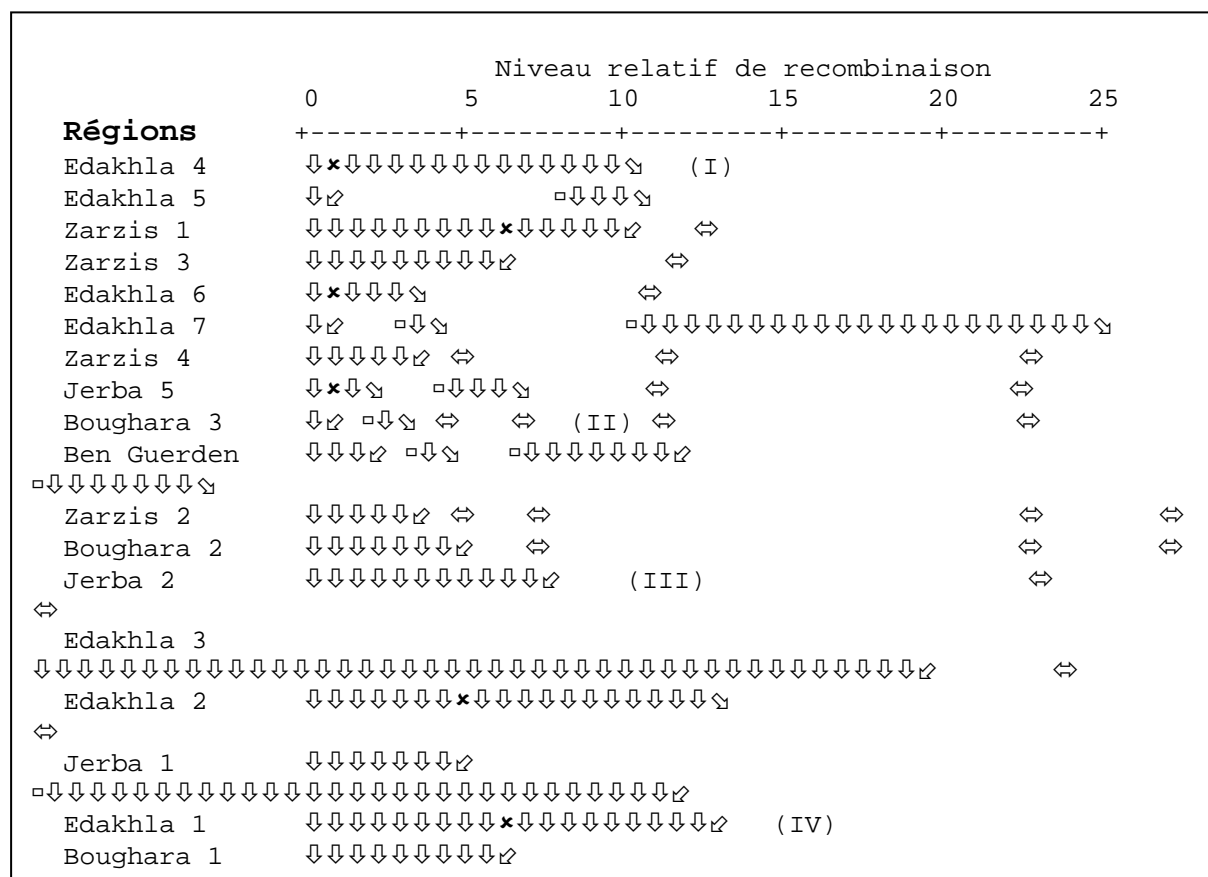 Niveau relatif de recombinaison
0 5 10 15 20 25
Régions +---------+---------+---------+---------+---------+
Edakhla 4 (I)
Edakhla 5
Zarzis 1
Zarzis 3
Edakhla 6
Edakhla 7
Zarzis 4
Jerba 5
Boughara 3 (II)
Ben Guerden
Zarzis 2
Boughara 2
Jerba 2 (III)
Edakhla 3
Edakhla 2
Jerba 1
Edakhla 1 (IV)
Boughara 1